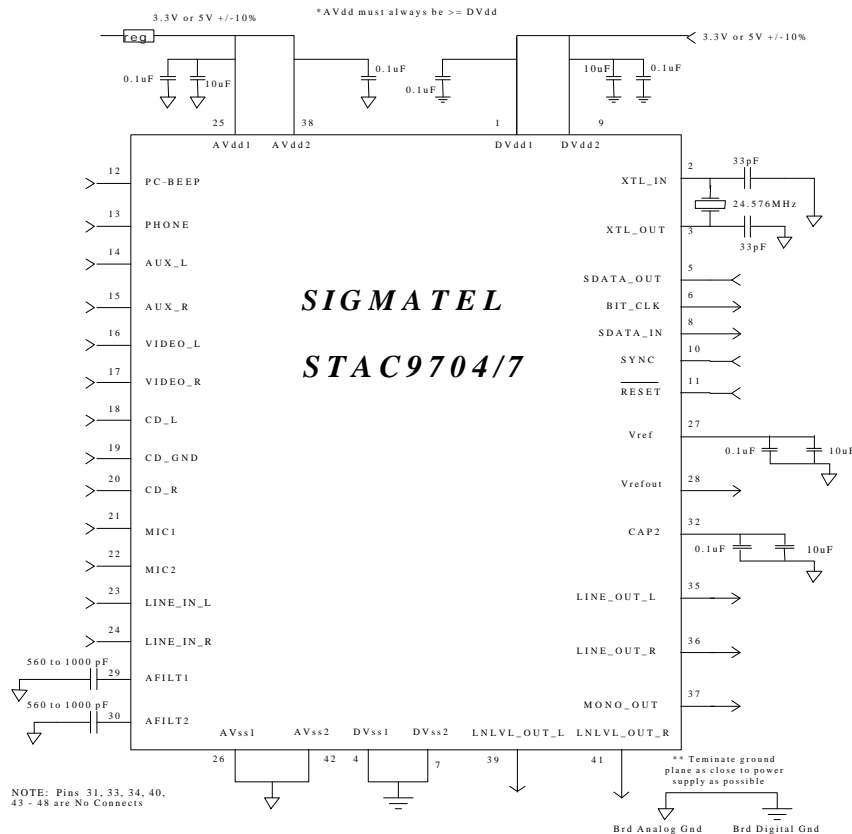 3.3V or 5V +/-10%
*AVdd must always be >= DVdd
reg
3.3V or 5V +/-10%
0.1uF
10uF
0.1uF
0.1uF
10uF
0.1uF
25
38
1
9
AVdd1
AVdd2
DVdd1
DVdd2
12
PC-BEEP
13
PHONE
14
AUX_L
15
AUX_R
16
VIDEO_L
17
VIDEO_R
18
CD_L
19
CD_GND
20
CD_R
21
MIC1
22
MIC2
23
LINE_IN_L
24
LINE_IN_R
560 to 1000 pF
29
AFILT1
560 to 1000 pF
30
AFILT2
SIGMATEL
STAC9704/7
2
XTL_IN
33pF
24.576MHz
XTL_OUT
3
33pF
5
SDATA_OUT
6
BIT_CLK
8
SDATA_IN
10
SYNC
11
RESET
27
Vref
0.1uF
10uF
28
Vrefout
32
CAP2
0.1uF
10uF
35
LINE_OUT_L
36
LINE_OUT_R
37
MONO_OUT
AVss1
AVss2
DVss1
DVss2
LNLVL_OUT_L
LNLVL_OUT_R
26
42
4
7
39
41
** Teminate ground
plane as close to power
supply as possible
NOTE: Pins 31, 33, 34, 40,
43 - 48 are No Connects
Brd Analog Gnd
Brd Digital Gnd